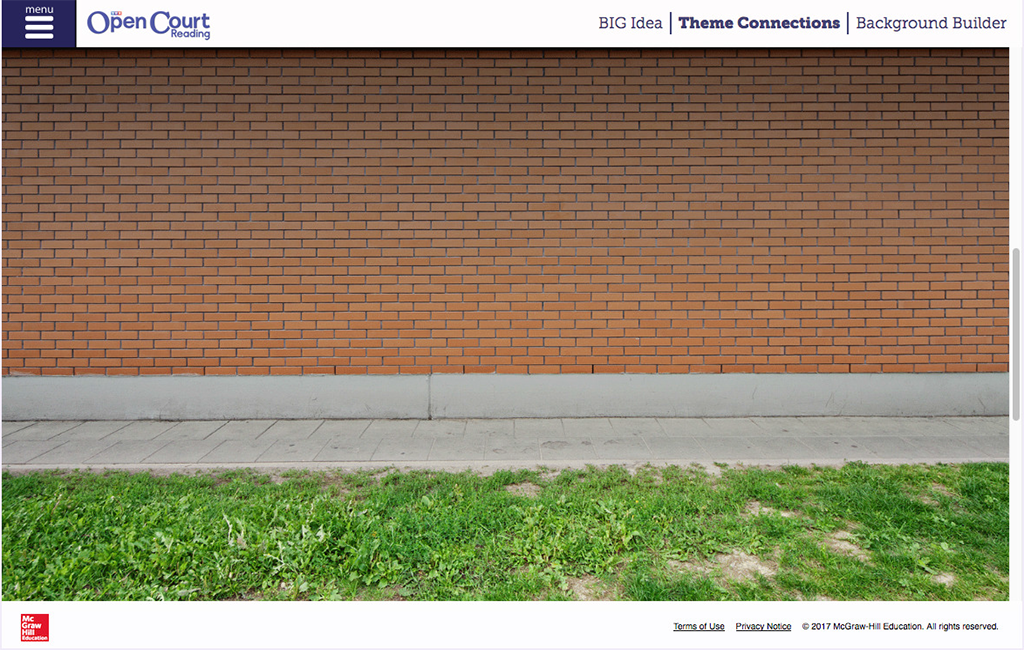 menu
Open Court
Reading
BIG Idea | Theme Connections | Background Builder
Mc
Graw
Hill
Education
Terms of Use Privacy Notice © 2017 McGraw-Hill Education. All rights reserved.